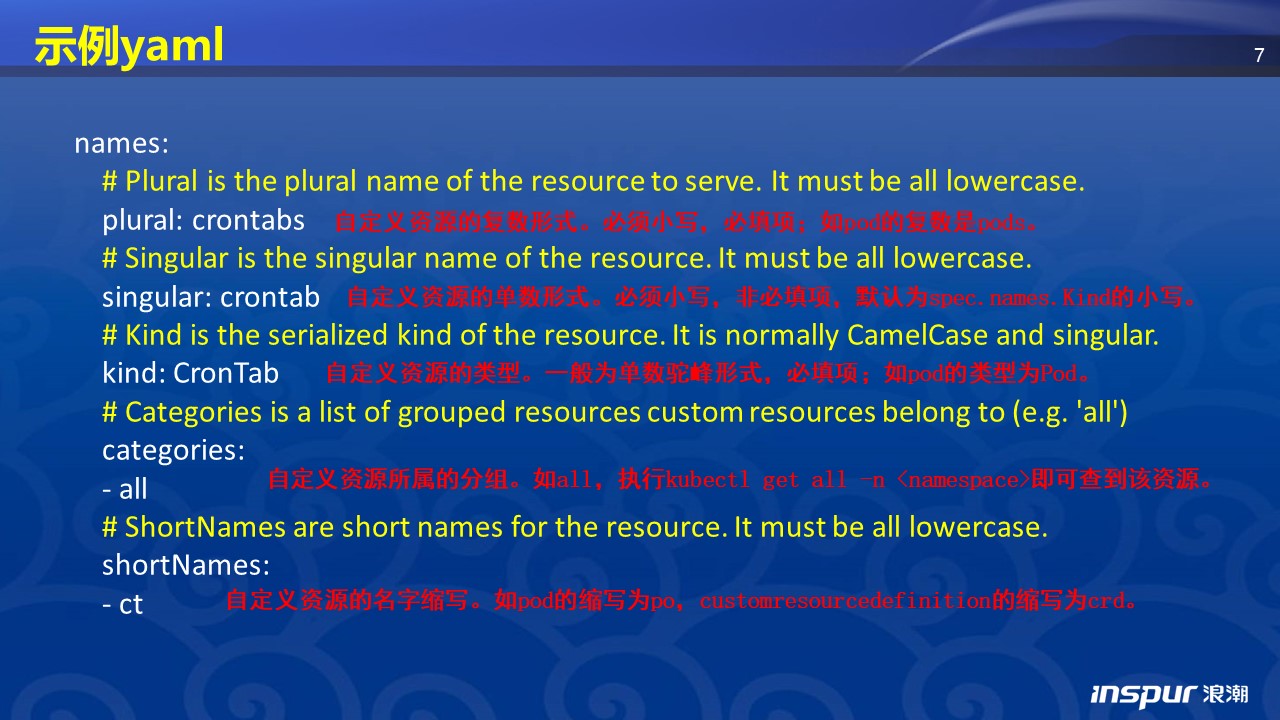 示例yaml
7
names:
# Plural is the plural name of the resource to serve. It must be all lowercase.
plural: crontabs 自定义资源的复数形式。必须小写，必填项；如pod的复数是pods。
# Singular is the singular name of the resource. It must be all lowercase.
singular: crontab 自定义资源的单数形式。必须小写，非必填项，默认为spec.names.Kind的小写。
# Kind is the serialized kind of the resource. It is normally CamelCase and singular.
kind: CronTab 自定义资源的类型。一般为单数驼峰形式，必填项；如pod的类型为Pod。
# Categories is a list of grouped resources custom resources belong to (e.g. 'all')
categories:
- all 自定义资源所属的分组。如all，执行kubectl get all -n <namespace>即可查到该资源。
# ShortNames are short names for the resource. It must be all lowercase.
shortNames:
- ct 自定义资源的名字缩写。如pod的缩写为po，customresourcedefinition的缩写为crd。
inspur 浪潮